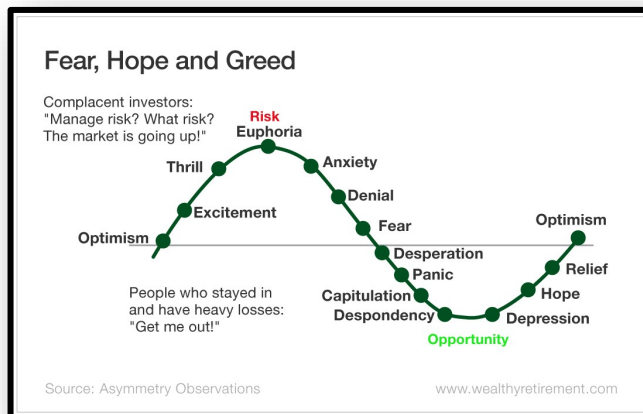 Fear, Hope and Greed
Complacent investors:
"Manage risk? What risk?
The market is going up!"
Risk
Euphoria
Thrill
Anxiety
Excitement
Denial
Optimism
Fear
Optimism
Desperation
Panic
Relief
Capitulation
Hope
Despondency
Depression
Opportunity
People who stayed in
and have heavy losses:
"Get me out!"
Source: Asymmetry Observations
www.wealthyretirement.com